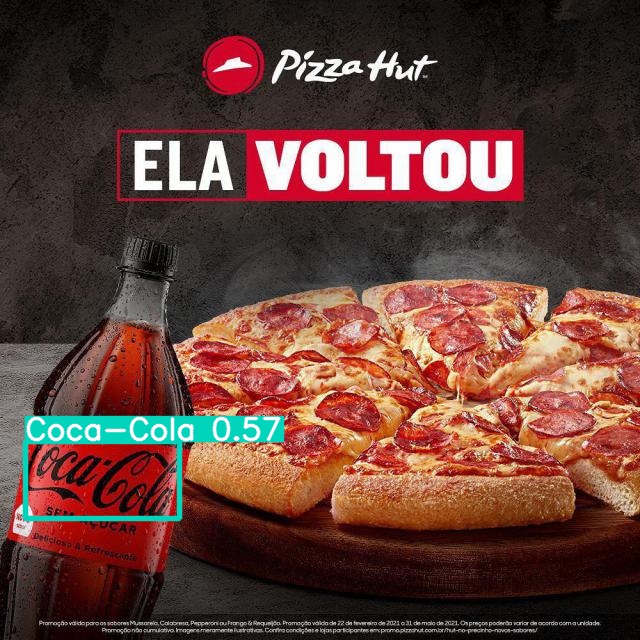 Pizza Hut
ELA VOLTOU
Coca-Cola 0.57
Coca-Cola
SEM AÇÚCAR
Delicioso & Refrescante
Promoção válida para os sabores Mussarela, Calabresa, Pepperoni ou Frango & Requeijão. Promoção válida de 22 de fevereiro de 2021 a 31 de maio de 2021. Os preços poderão variar de acordo com a unidade.
Promoção não cumulativa. Imagens meramente ilustrativas. Confira condições e lojas participantes em: promo.pizzahut.com.br/hut-no-precinho-novos-sabores/